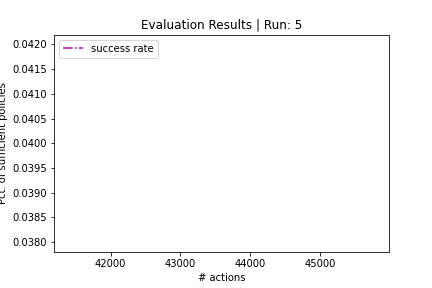 Evaluation Results | Run: 5
success rate
0.0420
0.0415
0.0410
0.0405
0.0400
0.0395
0.0390
0.0385
0.0380
Pct. of sufficient policies
42000 43000 44000 45000
# actions